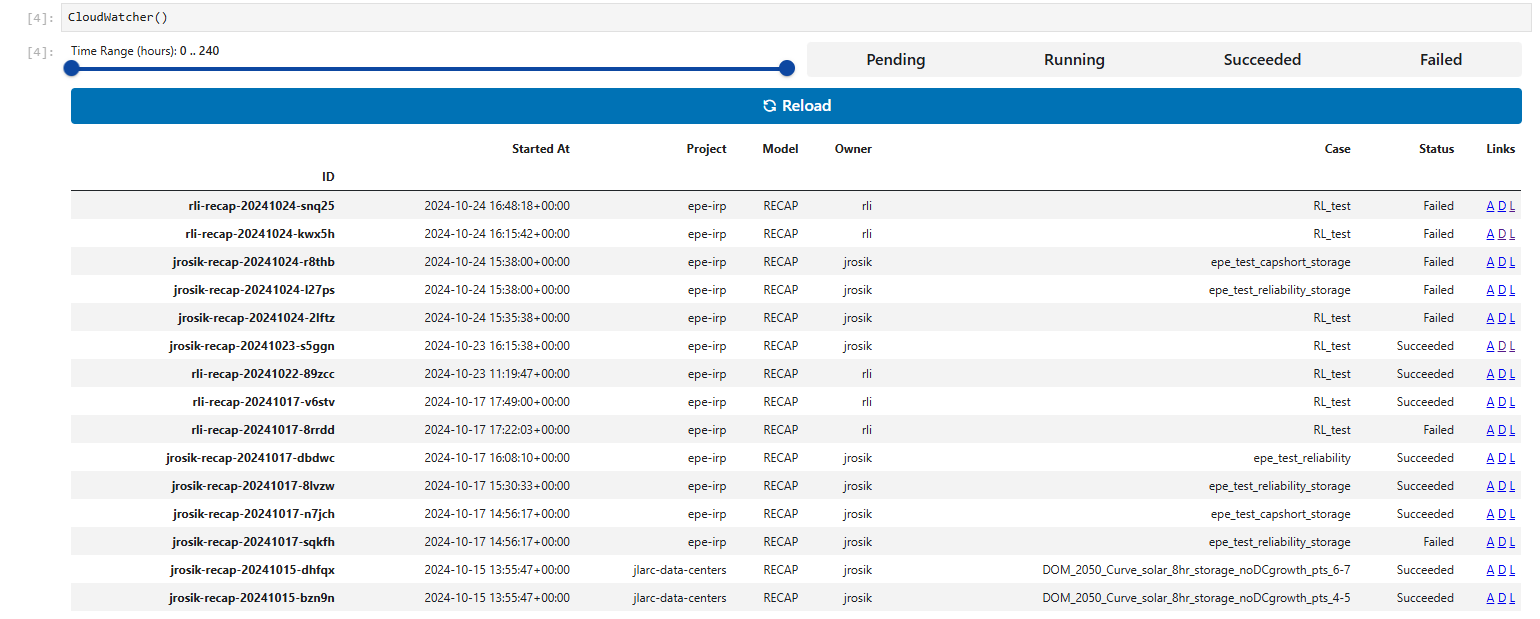 [4]: CloudWatcher()
[4]: Time Range (hours): 0 .. 240
Pending Running Succeeded Failed
Reload
Started At Project Model Owner Case Status Links
ID
rli-recap-20241024-snq25 2024-10-24 16:48:18+00:00 epe-irp RECAP rli RL_test Failed A D L
rli-recap-20241024-kwx5h 2024-10-24 16:15:42+00:00 epe-irp RECAP rli RL_test Failed A D L
jrosik-recap-20241024-r8thb 2024-10-24 15:38:00+00:00 epe-irp RECAP jrosik epe_test_capshort_storage Failed A D L
jrosik-recap-20241024-l27ps 2024-10-24 15:38:00+00:00 epe-irp RECAP jrosik epe_test_reliability_storage Failed A D L
jrosik-recap-20241024-2lftz 2024-10-24 15:35:38+00:00 epe-irp RECAP jrosik RL_test Failed A D L
jrosik-recap-20241023-s5ggn 2024-10-23 16:15:38+00:00 epe-irp RECAP jrosik RL_test Succeeded A D L
rli-recap-20241022-89zcc 2024-10-23 11:19:47+00:00 epe-irp RECAP rli RL_test Succeeded A D L
rli-recap-20241017-v6stv 2024-10-17 17:49:00+00:00 epe-irp RECAP rli RL_test Succeeded A D L
rli-recap-20241017-8rrdd 2024-10-17 17:22:03+00:00 epe-irp RECAP rli RL_test Failed A D L
jrosik-recap-20241017-dbdwc 2024-10-17 16:08:10+00:00 epe-irp RECAP jrosik epe_test_reliability Succeeded A D L
jrosik-recap-20241017-8lvzw 2024-10-17 15:30:33+00:00 epe-irp RECAP jrosik epe_test_reliability_storage Succeeded A D L
jrosik-recap-20241017-n7jch 2024-10-17 14:56:17+00:00 epe-irp RECAP jrosik epe_test_capshort_storage Succeeded A D L
jrosik-recap-20241017-sqkfh 2024-10-17 14:56:17+00:00 epe-irp RECAP jrosik epe_test_reliability_storage Failed A D L
jrosik-recap-20241015-dhfqx 2024-10-15 13:55:47+00:00 jlarc-data-centers RECAP jrosik DOM_2050_Curve_solar_8hr_storage_noDCgrowth_pts_6-7 Succeeded A D L
jrosik-recap-20241015-bzn9n 2024-10-15 13:55:47+00:00 jlarc-data-centers RECAP jrosik DOM_2050_Curve_solar_8hr_storage_noDCgrowth_pts_4-5 Succeeded A D L